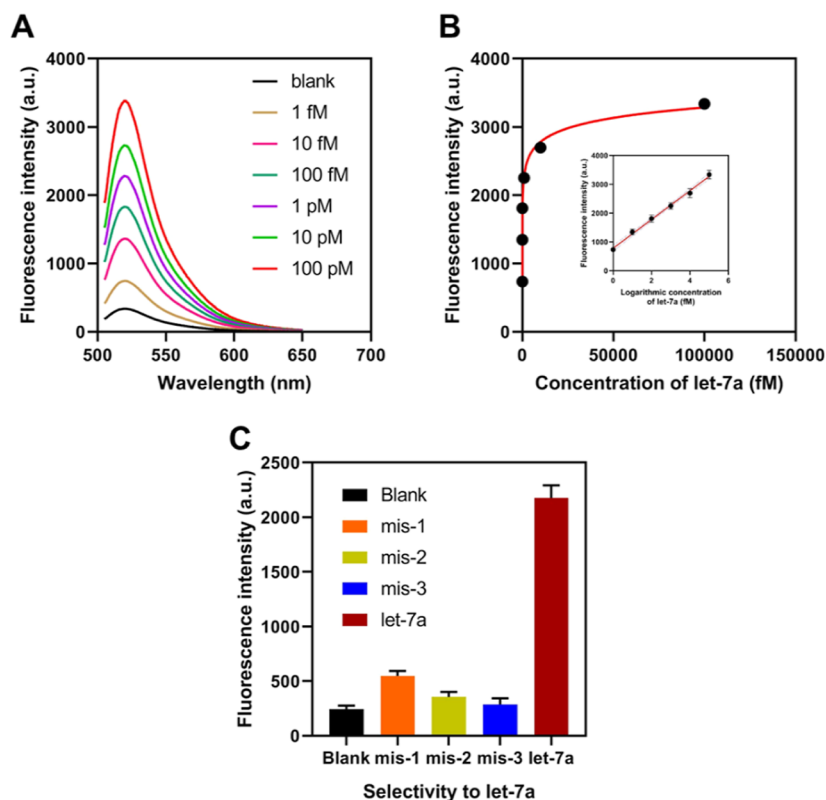 A
Fluorescence intensity (a.u.)
4000
3000
2000
1000
0
500
550
600
650
700
Wavelength (nm)
blank
1 fM
10 fM
100 fM
1 pM
10 pM
100 pM
B
Fluorescence intensity (a.u.)
4000
3000
2000
1000
0
0
50000
100000
150000
Concentration of let-7a (fM)
Fluorescence intensity (a.u.)
4000
3000
2000
1000
0
0
2
4
6
Logarithmic concentration
of let-7a (fM)
C
Fluorescence intensity (a.u.)
2500
2000
1500
1000
500
0
Blank
mis-1
mis-2
mis-3
let-7a
Blank mis-1 mis-2 mis-3 let-7a
Selectivity to let-7a